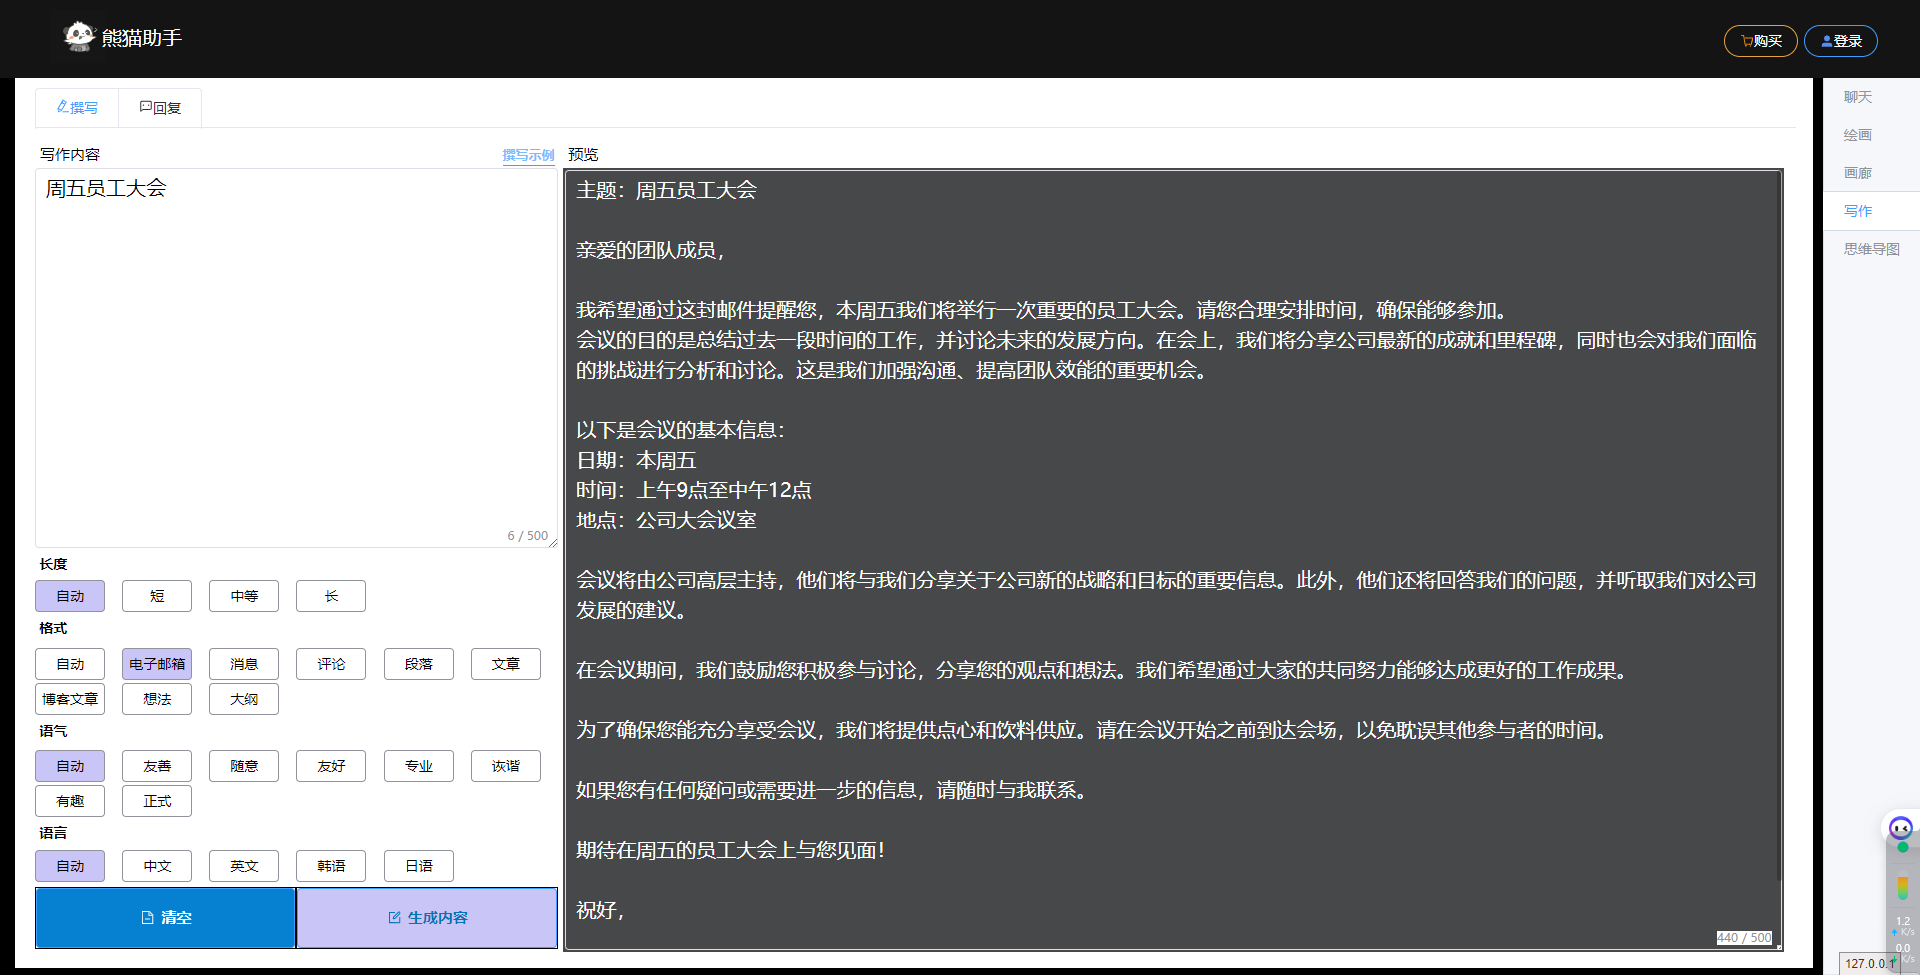 熊猫助手
购买
登录
撰写
回复
写作内容
撰写示例
周五员工大会
6 / 500
长度
自动
短
中等
长
格式
自动
电子邮箱
消息
评论
段落
文章
博客文章
想法
大纲
语气
自动
友善
随意
友好
专业
诙谐
有趣
正式
语言
自动
中文
英文
韩语
日语
清空
生成内容
预览
主题：周五员工大会
亲爱的团队成员，
我希望通过这封邮件提醒您，本周五我们将举行一次重要的员工大会。请您合理安排时间，确保能够参加。
会议的目的是总结过去一段时间的工作，并讨论未来的发展方向。在会上，我们将分享公司最新的成就和里程碑，同时也会对我们面临
的挑战进行分析和讨论。这是我们加强沟通、提高团队效能的重要机会。
以下是会议的基本信息：
日期：本周五
时间：上午9点至中午12点
地点：公司大会议室
会议将由公司高层主持，他们将与我们分享关于公司新的战略和目标的重要信息。此外，他们还将回答我们的问题，并听取我们对公司
发展的建议。
在会议期间，我们鼓励您积极参与讨论，分享您的观点和想法。我们希望通过大家的共同努力能够达成更好的工作成果。
为了确保您能充分享受会议，我们将提供点心和饮料供应。请在会议开始之前到达会场，以免耽误其他参与者的时间。
如果您有任何疑问或需要进一步的信息，请随时与我联系。
期待在周五的员工大会上与您见面！
祝好，
440 / 500
聊天
绘画
画廊
写作
思维导图
1.2
K/s
0.0
K/s
127.0.0.1